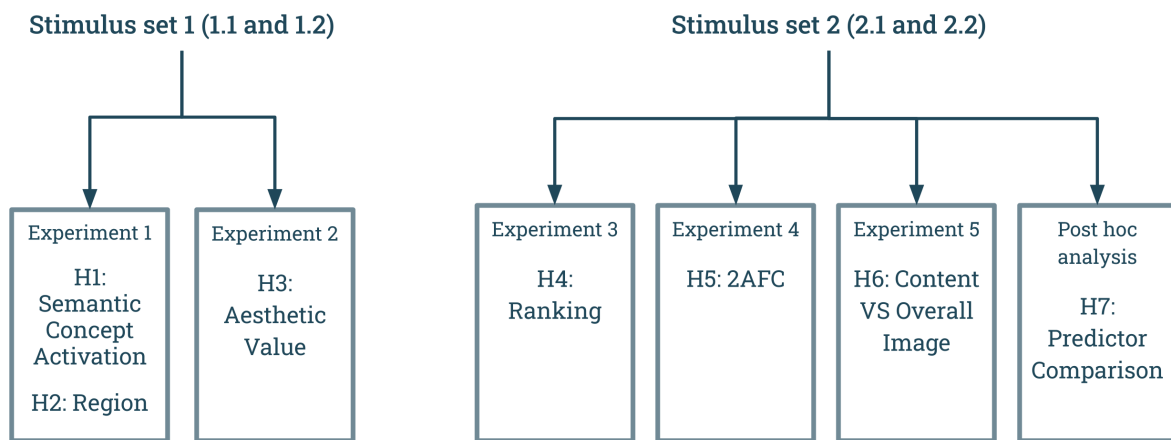 Stimulus set 1 (1.1 and 1.2)
Experiment 1
H1:
Semantic
Concept
Activation
H2: Region
Experiment 2
H3:
Aesthetic
Value
Stimulus set 2 (2.1 and 2.2)
Experiment 3
H4:
Ranking
Experiment 4
H5: 2AFC
Experiment 5
H6: Content
VS Overall
Image
Post hoc
analysis
H7:
Predictor
Comparison